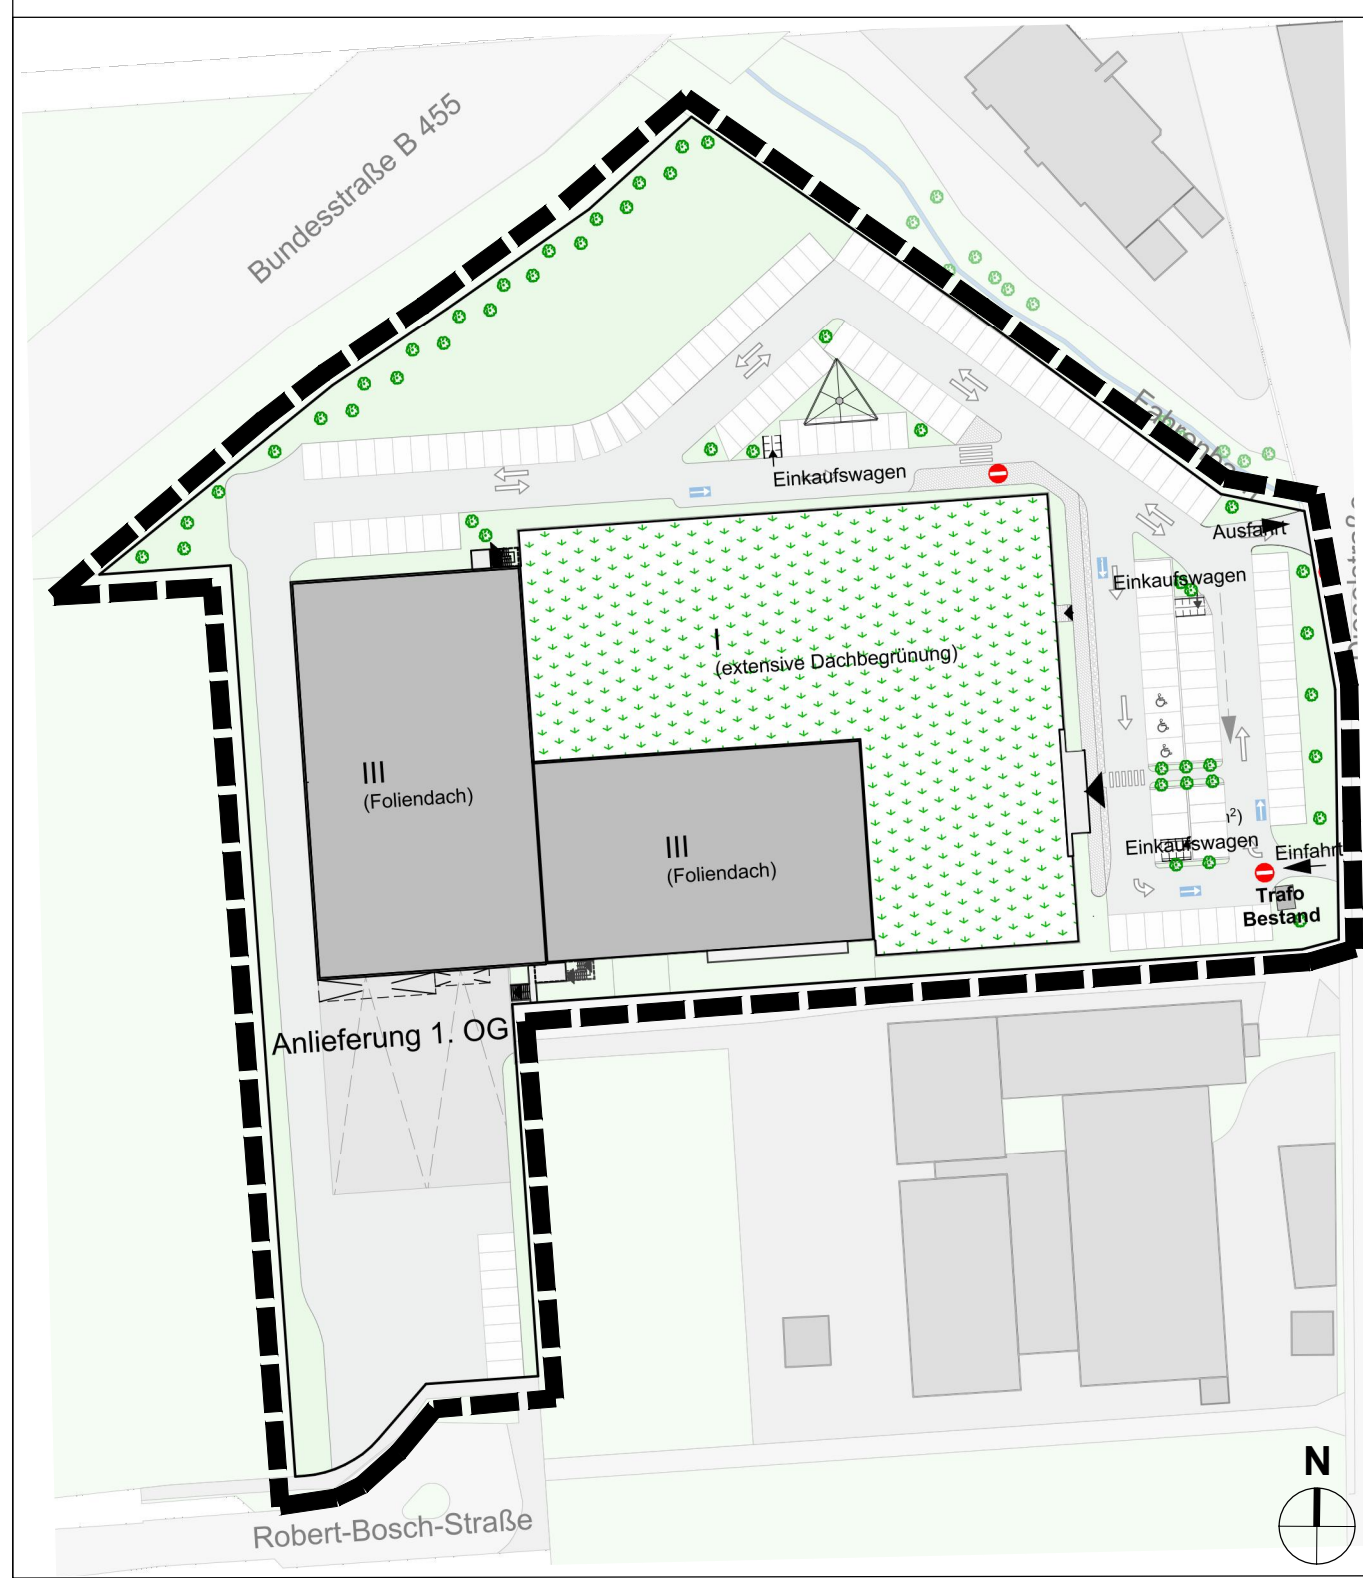 Bundesstraße B 455
Einkaufswagen
Ausfahrt
Einkaufswagen
I
(extensive Dachbegrünung)
III
(Foliendach)
III
(Foliendach)
Einkaufswagen
Einfahrt
Trafo
Bestand
Anlieferung 1. OG
N
Robert-Bosch-Straße